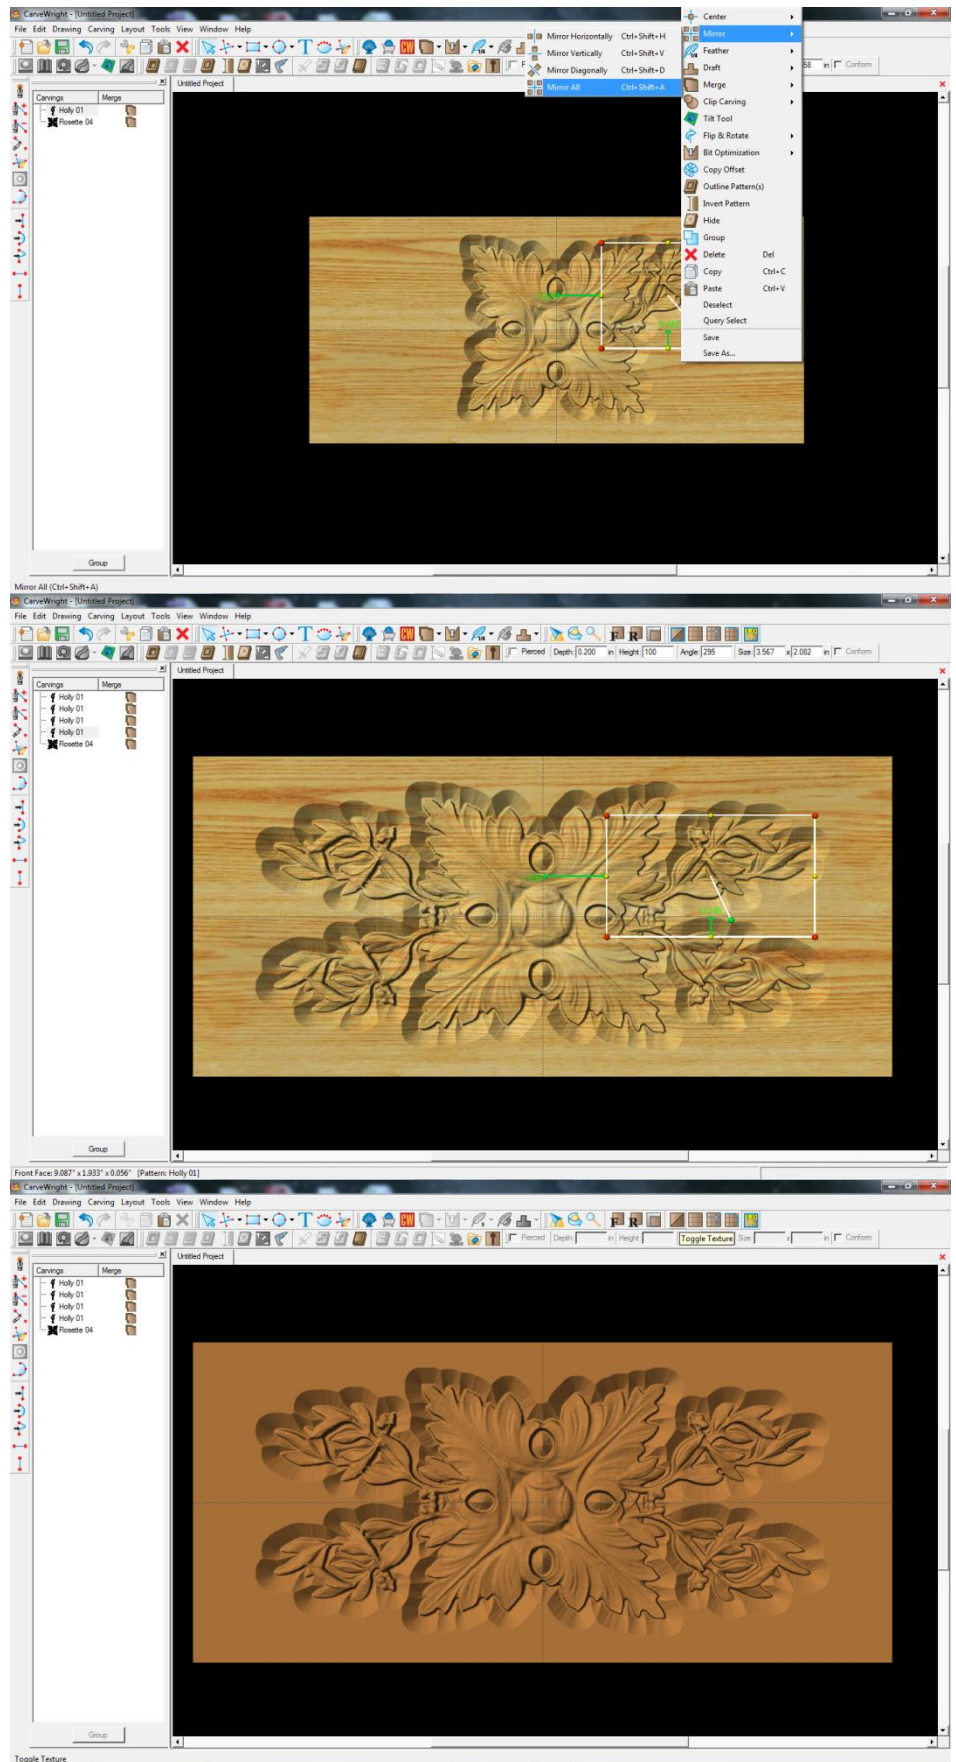 CarveWright - [Untitled Project]
Center
File Edit Drawing Carving Layout Tools View Window Help
Mirror Horizontally Ctrl+Shift+H
Mirror
Mirror Vertically Ctrl+Shift+V
Feather
Mirror Diagonally Ctrl+Shift+D
Draft
in Conform
Untitled Project
Mirror All Ctrl+Shift+A
Merge
Carvings Merge
Clip Carving
Holly 01
Tilt Tool
Rosette 04
Flip & Rotate
Bit Optimization
Copy Offset
Outline Pattern(s)
Invert Pattern
Hide
Group
Delete Del
Copy Ctrl+C
Paste Ctrl+V
Deselect
Query Select
Save
Save As...
Group
Mirror All (Ctrl+Shift+A)
CarveWright - [Untitled Project]
File Edit Drawing Carving Layout Tools View Window Help
Pierced Depth: 0.200 in Height: 100 Angle: 295 Size: 3.567 x 2.082 in Conform
Untitled Project
Carvings Merge
Holly 01
Holly 01
Holly 01
Holly 01
Rosette 04
Group
Front Face: 9.087" x 1.933" x 0.056" [Pattern: Holly 01]
CarveWright - [Untitled Project]
File Edit Drawing Carving Layout Tools View Window Help
Pierced Depth: in Height: Toggle Texture Size: x in Conform
Untitled Project
Carvings Merge
Holly 01
Holly 01
Holly 01
Holly 01
Rosette 04
Group
Toggle Texture